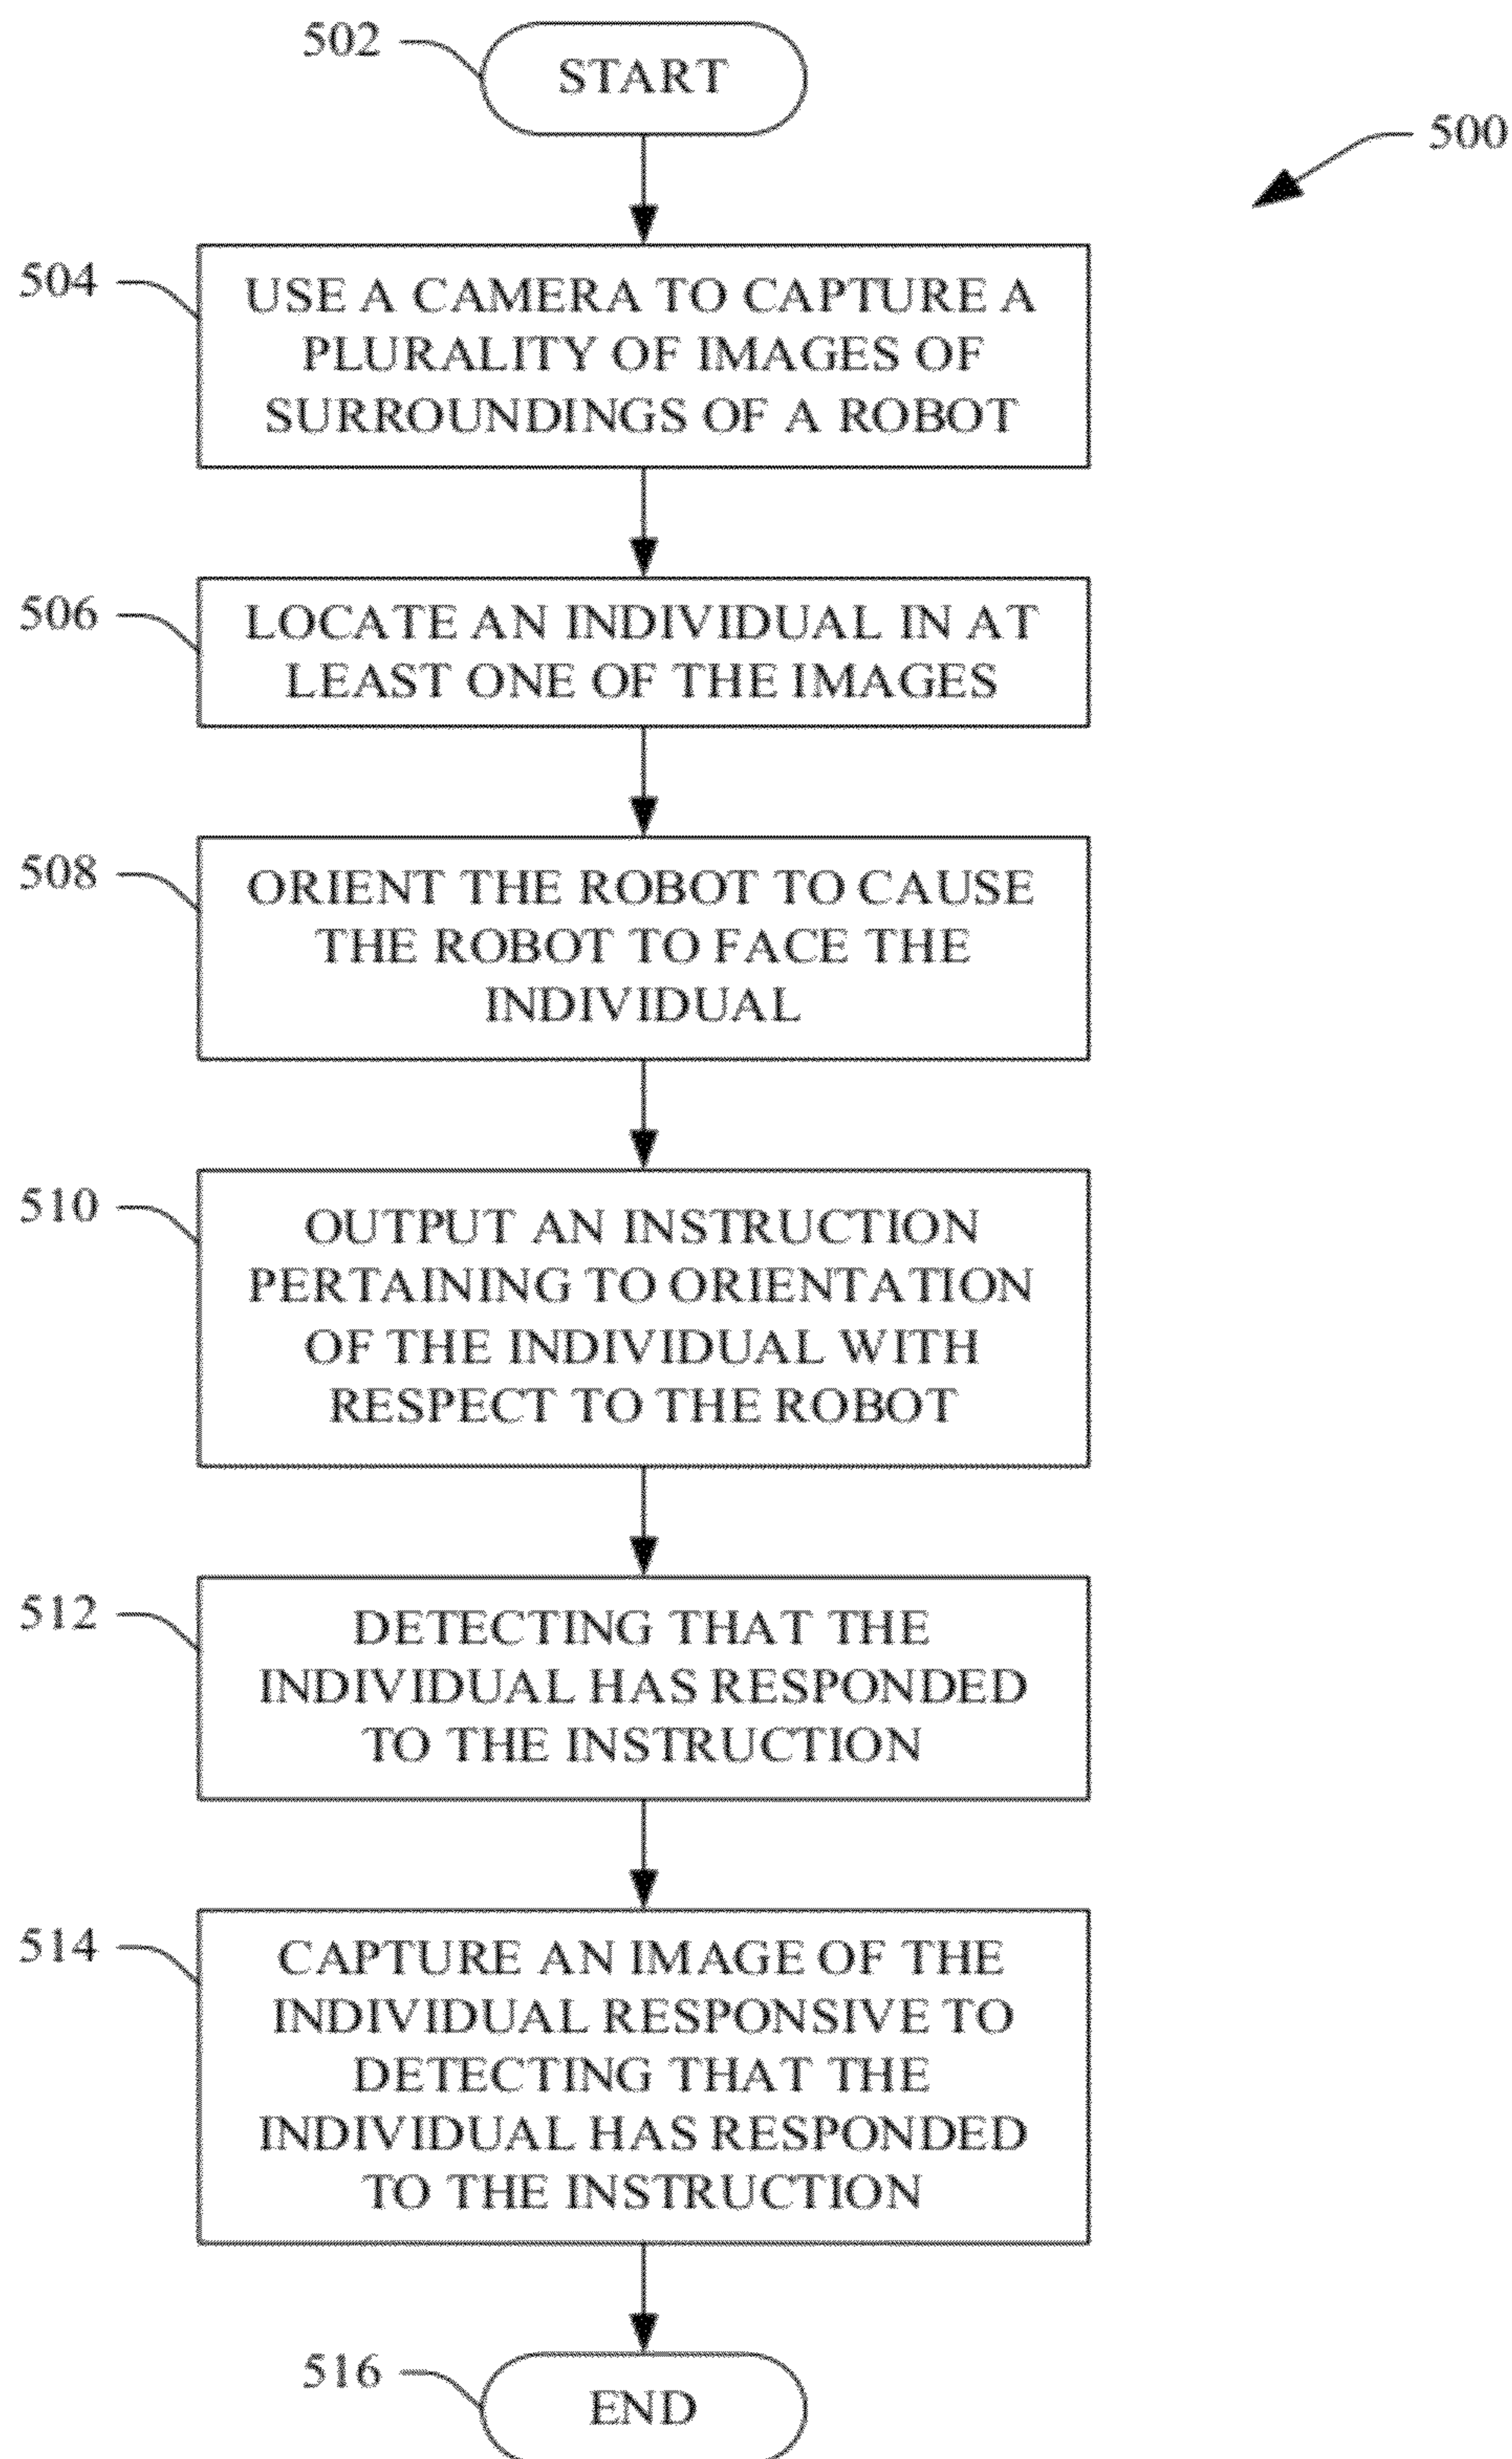 502
START
500
504
USE A CAMERA TO CAPTURE A
PLURALITY OF IMAGES OF
SURROUNDINGS OF A ROBOT
506
LOCATE AN INDIVIDUAL IN AT
LEAST ONE OF THE IMAGES
508
ORIENT THE ROBOT TO CAUSE
THE ROBOT TO FACE THE
INDIVIDUAL
510
OUTPUT AN INSTRUCTION
PERTAINING TO ORIENTATION
OF THE INDIVIDUAL WITH
RESPECT TO THE ROBOT
512
DETECTING THAT THE
INDIVIDUAL HAS RESPONDED
TO THE INSTRUCTION
514
CAPTURE AN IMAGE OF THE
INDIVIDUAL RESPONSIVE TO
DETECTING THAT THE
INDIVIDUAL HAS RESPONDED
TO THE INSTRUCTION
516
END